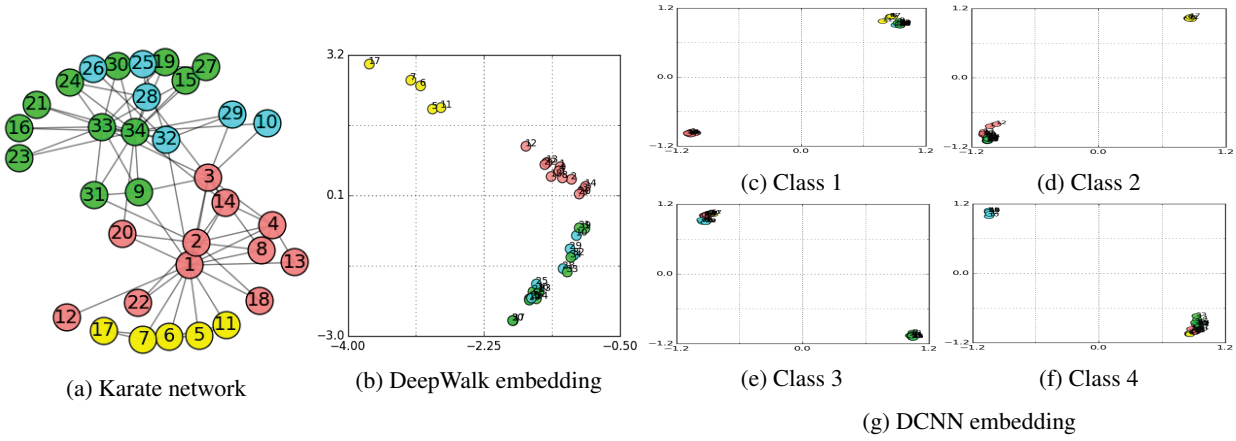 26 30 25 19 27
24 15
28
21
33 34 29 10
16 32
23
3
31 9 14
4
20 2 8
1 13
22 18
12
17 7 6 5 11
(a) Karate network
3.2
17
7
6
5 11
12
14
0.1
−3.0
−4.00 −2.25 −0.50
(b) DeepWalk embedding
1.2
0.0
−1.2
−1.2 0.0 1.2
(c) Class 1
1.2
0.0
−1.2
−1.2 0.0 1.2
(d) Class 2
1.2
0.0
−1.2
−1.2 0.0 1.2
(e) Class 3
1.2
0.0
−1.2
−1.2 0.0 1.2
(f) Class 4
(g) DCNN embedding